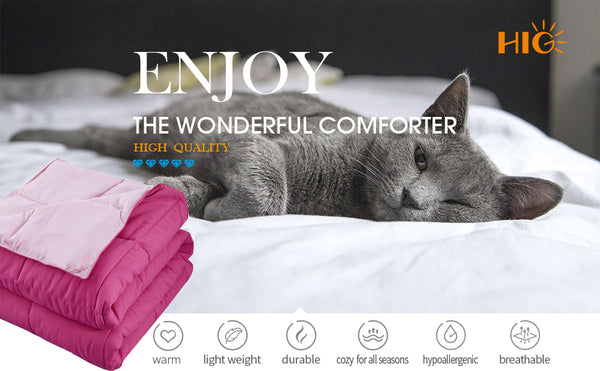 HIG
ENJOY
THE WONDERFUL COMFORTER
HIGH QUALITY
warm
light weight
durable
cozy for all seasons
hypoallergenic
breathable